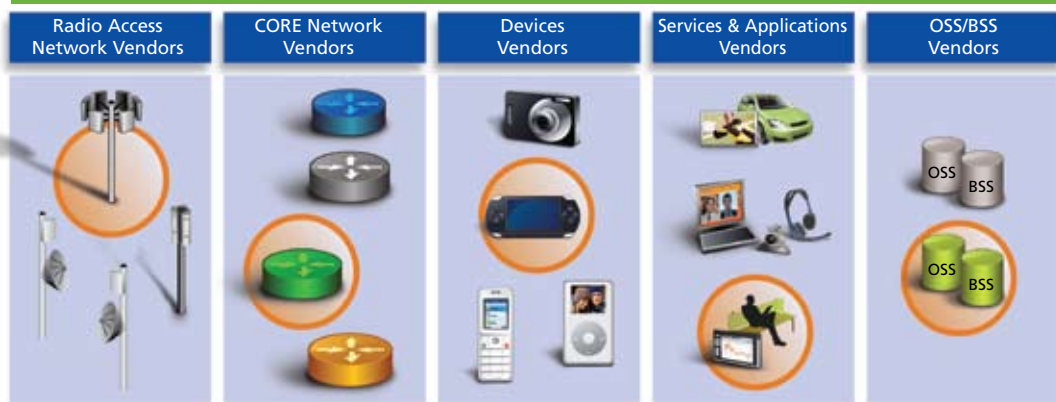 Radio Access
Network Vendors
CORE Network
Vendors
Devices
Vendors
Services & Applications
Vendors
OSS/BSS
Vendors
OSS
BSS
OSS
BSS